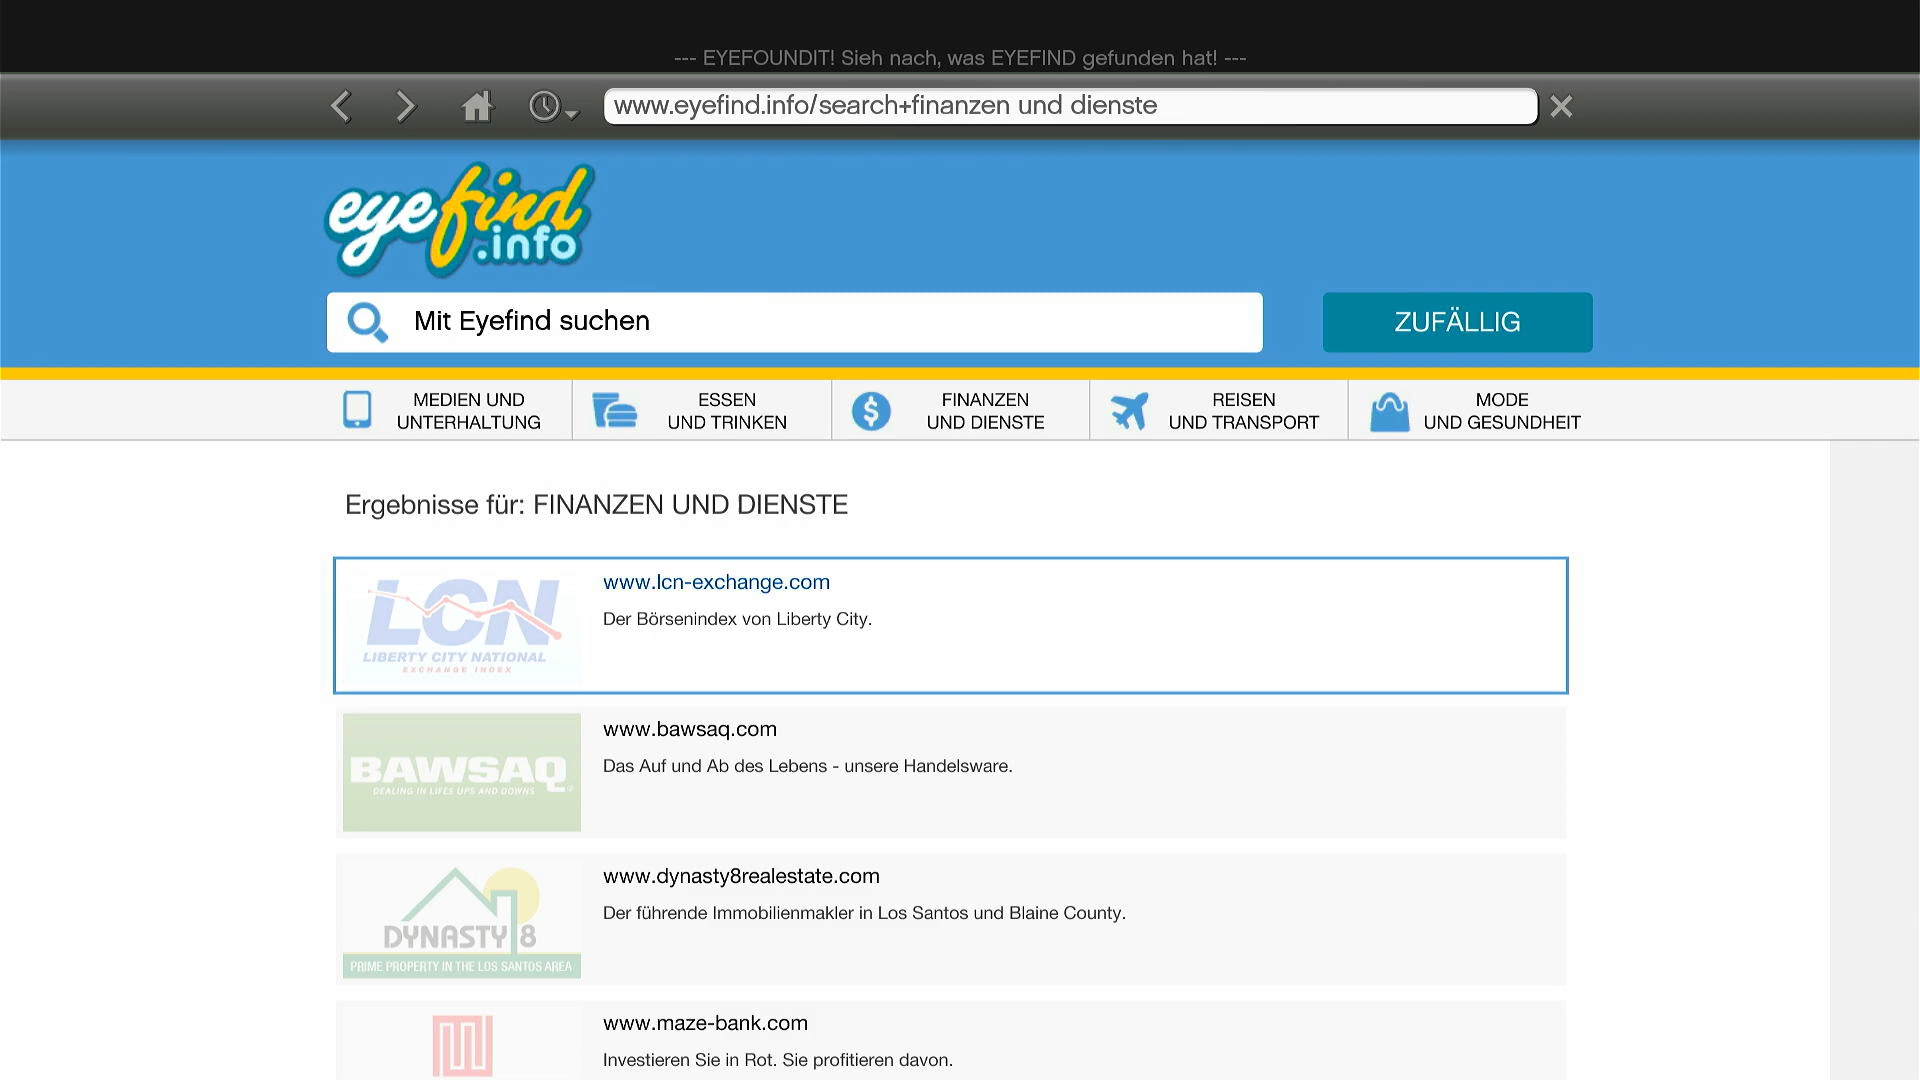 --- EYEFOUNDIT! Sieh nach, was EYEFIND gefunden hat! ---
www.eyefind.info/search+finanzen und dienste
eyefind
.info
Mit Eyefind suchen
ZUFÄLLIG
MEDIEN UND
UNTERHALTUNG
ESSEN
UND TRINKEN
FINANZEN
UND DIENSTE
REISEN
UND TRANSPORT
MODE
UND GESUNDHEIT
Ergebnisse für: FINANZEN UND DIENSTE
LCN
LIBERTY CITY NATIONAL
EXCHANGE INDEX
www.lcn-exchange.com
Der Börsenindex von Liberty City.
BAWSAQ
DEALING IN LIFES UPS AND DOWNS
www.bawsaq.com
Das Auf und Ab des Lebens - unsere Handelsware.
DYNASTY 8
PRIME PROPERTY IN THE LOS SANTOS AREA
www.dynasty8realestate.com
Der führende Immobilienmakler in Los Santos und Blaine County.
www.maze-bank.com
Investieren Sie in Rot. Sie profitieren davon.